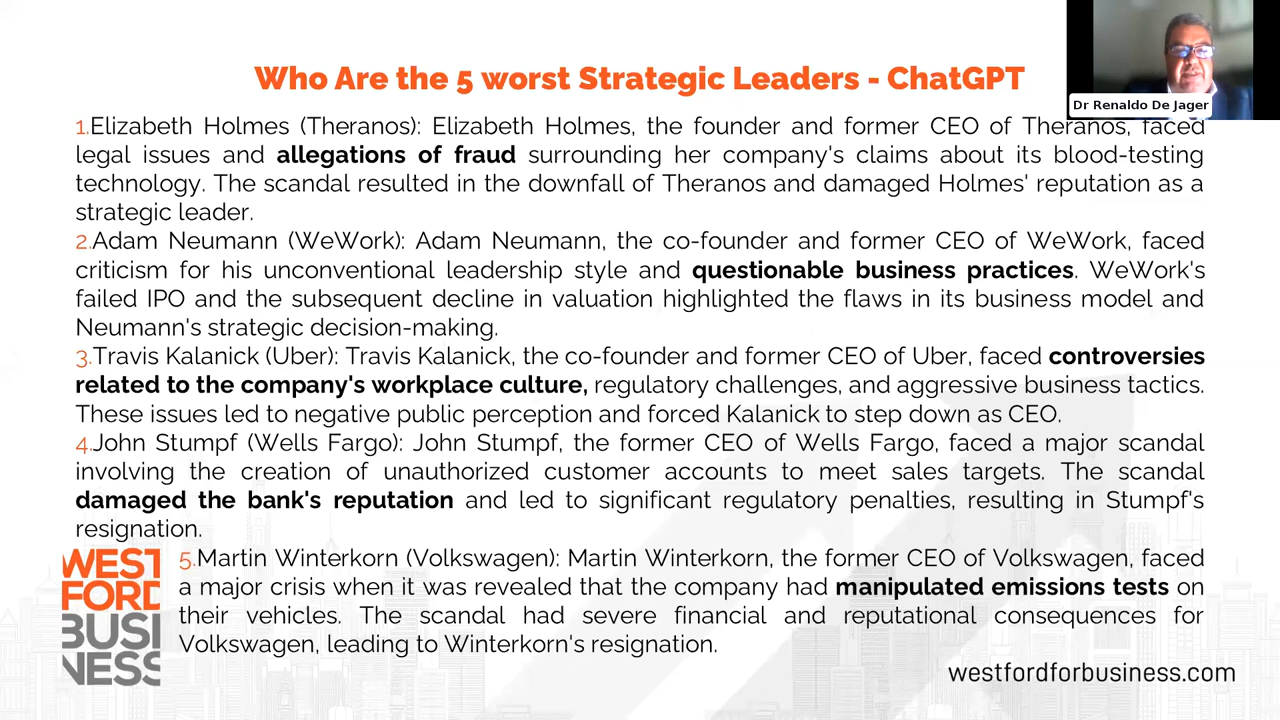 Who Are the 5 worst Strategic Leaders - ChatGPT
Dr Renaldo De Jager
1.Elizabeth Holmes (Theranos): Elizabeth Holmes, the founder and former CEO of Theranos, faced
legal issues and allegations of fraud surrounding her company's claims about its blood-testing
technology. The scandal resulted in the downfall of Theranos and damaged Holmes' reputation as a
strategic leader.
2.Adam Neumann (WeWork): Adam Neumann, the co-founder and former CEO of WeWork, faced
criticism for his unconventional leadership style and questionable business practices. WeWork's
failed IPO and the subsequent decline in valuation highlighted the flaws in its business model and
Neumann's strategic decision-making.
3.Travis Kalanick (Uber): Travis Kalanick, the co-founder and former CEO of Uber, faced controversies
related to the company's workplace culture, regulatory challenges, and aggressive business tactics.
These issues led to negative public perception and forced Kalanick to step down as CEO.
4.John Stumpf (Wells Fargo): John Stumpf, the former CEO of Wells Fargo, faced a major scandal
involving the creation of unauthorized customer accounts to meet sales targets. The scandal
damaged the bank's reputation and led to significant regulatory penalties, resulting in Stumpf's
resignation.
5.Martin Winterkorn (Volkswagen): Martin Winterkorn, the former CEO of Volkswagen, faced
a major crisis when it was revealed that the company had manipulated emissions tests on
their vehicles. The scandal had severe financial and reputational consequences for
Volkswagen, leading to Winterkorn's resignation.
WEST
FORD
BUSI
NESS
westfordforbusiness.com